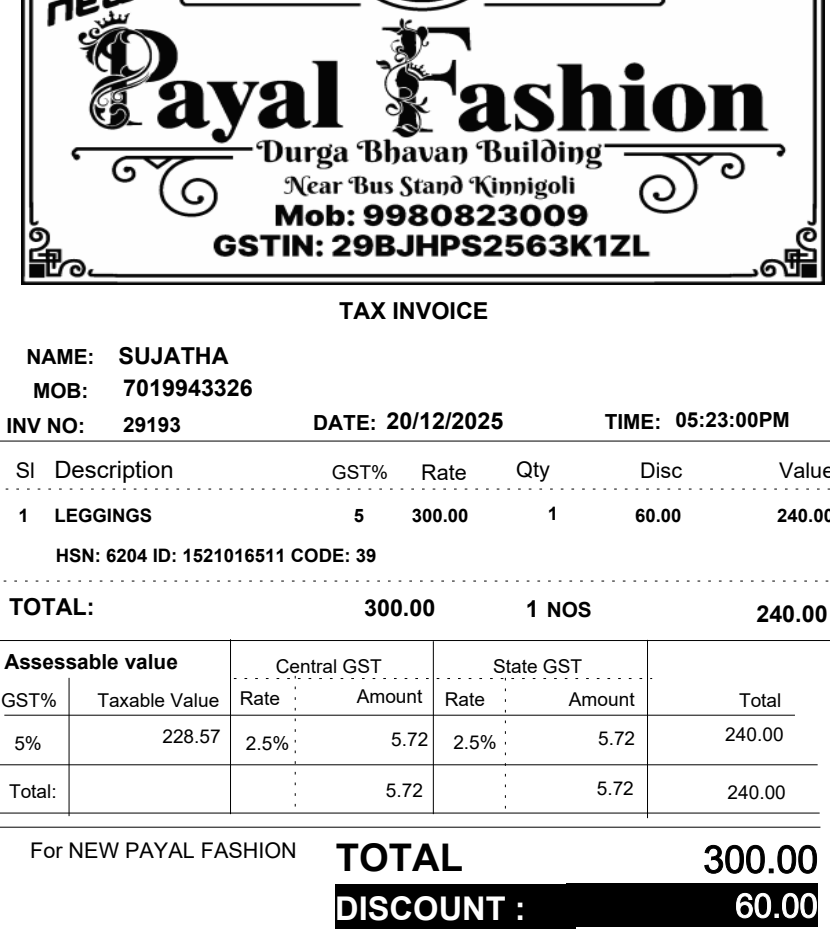 new
Payal Fashion
Durga Bhavan Building
Near Bus Stand Kinnigoli
Mob: 9980823009
GSTIN: 29BJHPS2563K1ZL
TAX INVOICE
NAME: SUJATHA
MOB: 7019943326
INV NO: 29193 DATE: 20/12/2025 TIME: 05:23:00PM
Sl Description GST% Rate Qty Disc Value
1 LEGGINGS 5 300.00 1 60.00 240.00
HSN: 6204 ID: 1521016511 CODE: 39
TOTAL: 300.00 1 NOS 240.00
Assessable value Central GST State GST
GST% Taxable Value Rate Amount Rate Amount Total
5% 228.57 2.5% 5.72 2.5% 5.72 240.00
Total: 5.72 5.72 240.00
For NEW PAYAL FASHION TOTAL 300.00
DISCOUNT : 60.00